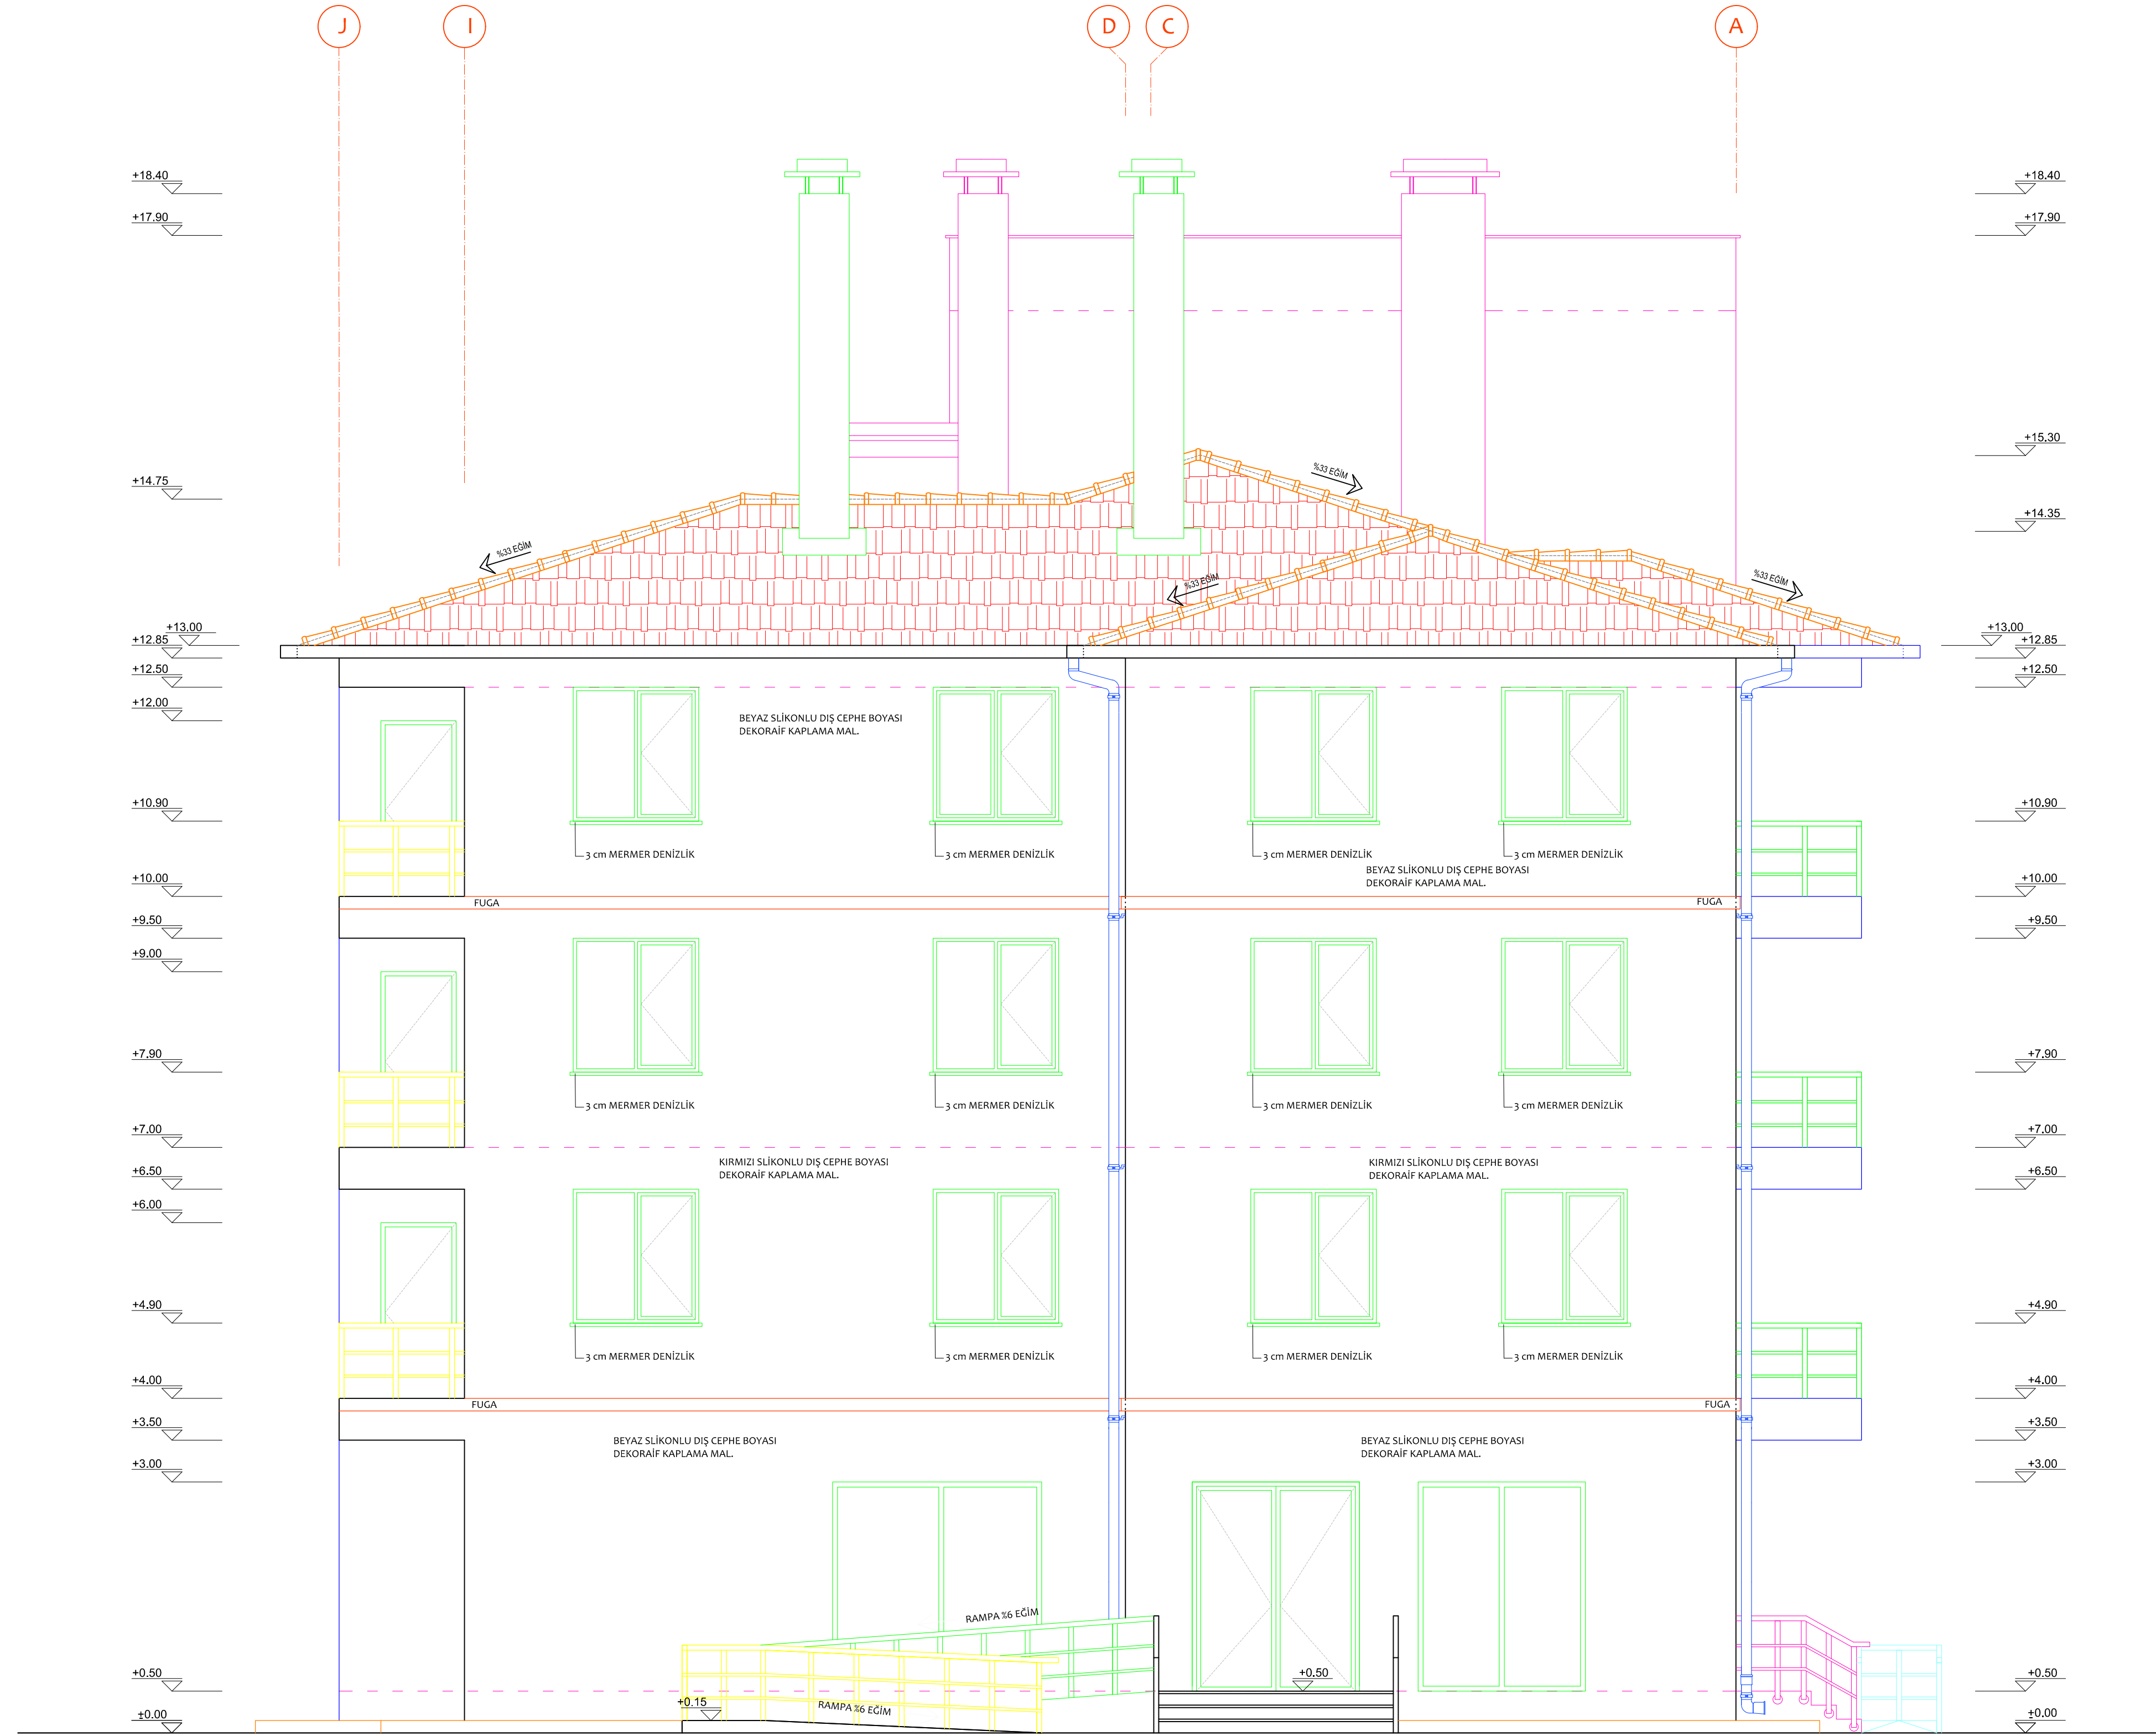 J I D C A
+18.40 +18.40
+17.90 +17.90
+15.30
+14.75
%33 EĞİM
+14.35
%33 EĞİM
%33 EĞİM
%33 EĞİM
+13.00 +13.00
+12.85 +12.85
+12.50 +12.50
+12.00
BEYAZ SLİKONLU DIŞ CEPHE BOYASI
DEKORAİF KAPLAMA MAL.
+10.90 +10.90
3 cm MERMER DENİZLİK 3 cm MERMER DENİZLİK 3 cm MERMER DENİZLİK 3 cm MERMER DENİZLİK
BEYAZ SLİKONLU DIŞ CEPHE BOYASI
DEKORAİF KAPLAMA MAL.
+10.00 +10.00
FUGA FUGA
+9.50 +9.50
+9.00
+7.90 +7.90
3 cm MERMER DENİZLİK 3 cm MERMER DENİZLİK 3 cm MERMER DENİZLİK 3 cm MERMER DENİZLİK
+7.00 +7.00
KIRMIZI SLİKONLU DIŞ CEPHE BOYASI KIRMIZI SLİKONLU DIŞ CEPHE BOYASI
DEKORAİF KAPLAMA MAL. DEKORAİF KAPLAMA MAL.
+6.50 +6.50
+6.00
+4.90 +4.90
3 cm MERMER DENİZLİK 3 cm MERMER DENİZLİK 3 cm MERMER DENİZLİK 3 cm MERMER DENİZLİK
+4.00 +4.00
FUGA FUGA
+3.50 +3.50
BEYAZ SLİKONLU DIŞ CEPHE BOYASI BEYAZ SLİKONLU DIŞ CEPHE BOYASI
DEKORAİF KAPLAMA MAL. DEKORAİF KAPLAMA MAL.
+3.00 +3.00
RAMPA %6 EĞİM
+0.50 +0.50 +0.50
+0.15
RAMPA %6 EĞİM
±0.00 ±0.00